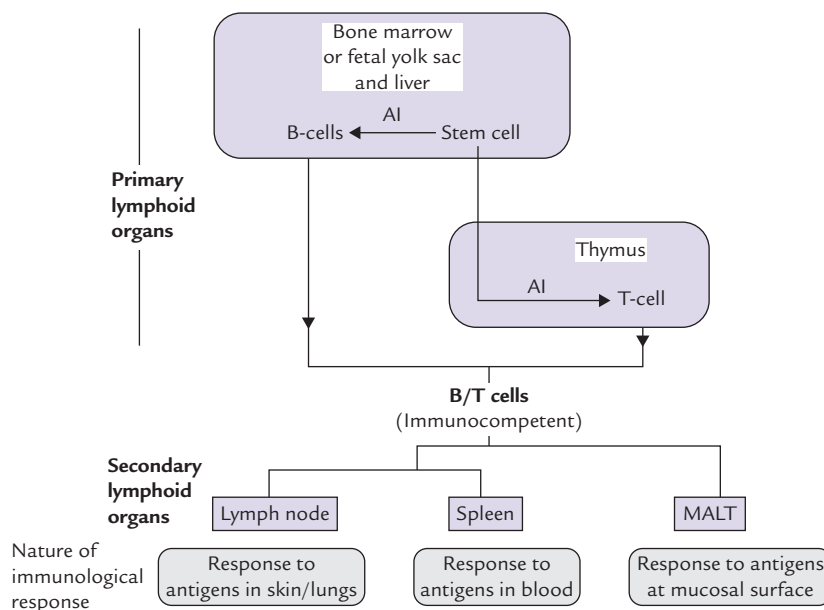 Bone marrow
or fetal yolk sac
and liver
AI
B-cells
Stem cell
Primary
lymphoid
organs
Thymus
AI
T-cell
B/T cells
(Immunocompetent)
Secondary
lymphoid
organs
Lymph node
Spleen
MALT
Nature of
immunological
response
Response to
antigens in skin/lungs
Response to
antigens in blood
Response to antigens
at mucosal surface